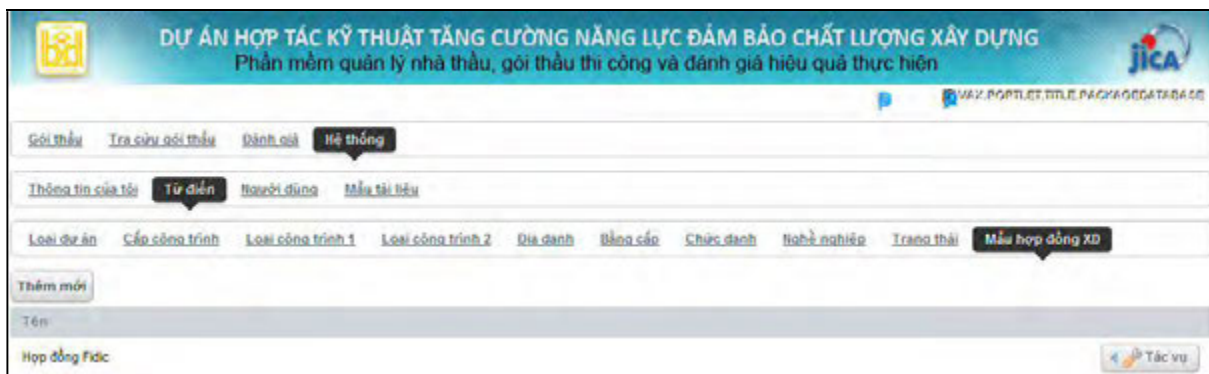 DỰ ÁN HỢP TÁC KỸ THUẬT TĂNG CƯỜNG NĂNG LỰC ĐẢM BẢO CHẤT LƯỢNG XÂY DỰNG
Phần mềm quản lý nhà thầu, gói thầu thi công và đánh giá hiệu quả thực hiện
jICA
Gói thầu Tra cứu gói thầu Đánh giá Hệ thống
Thông tin của tôi Từ điển Người dùng Mẫu tài liệu
Loại dự án Cấp công trình Loại công trình 1 Loại công trình 2 Địa danh Bằng cấp Chức danh Nghề nghiệp Trạng thái Mẫu hợp đồng XD
Thêm mới
Tên
Hợp đồng Fidic Tác vụ